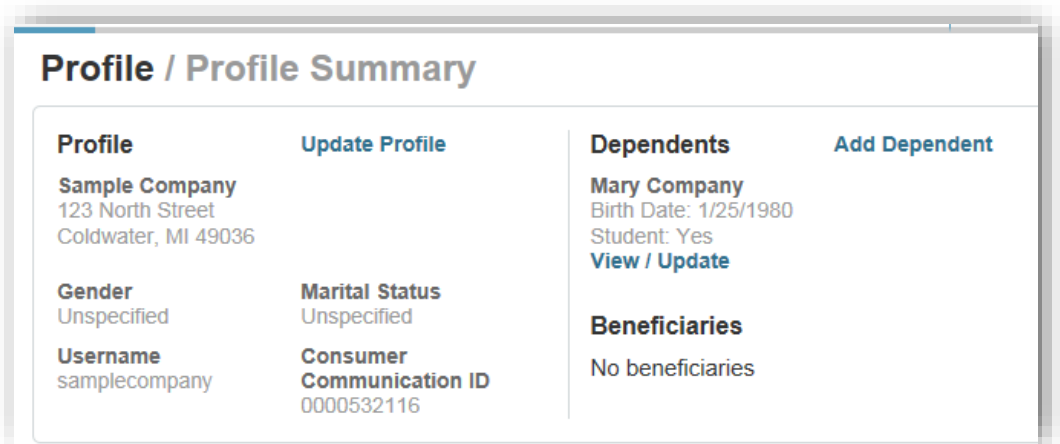 Profile / Profile Summary
Profile
Update Profile
Sample Company
123 North Street
Coldwater, MI 49036
Gender
Unspecified
Marital Status
Unspecified
Username
samplecompany
Consumer
Communication ID
0000532116
Dependents
Add Dependent
Mary Company
Birth Date: 1/25/1980
Student: Yes
View / Update
Beneficiaries
No beneficiaries